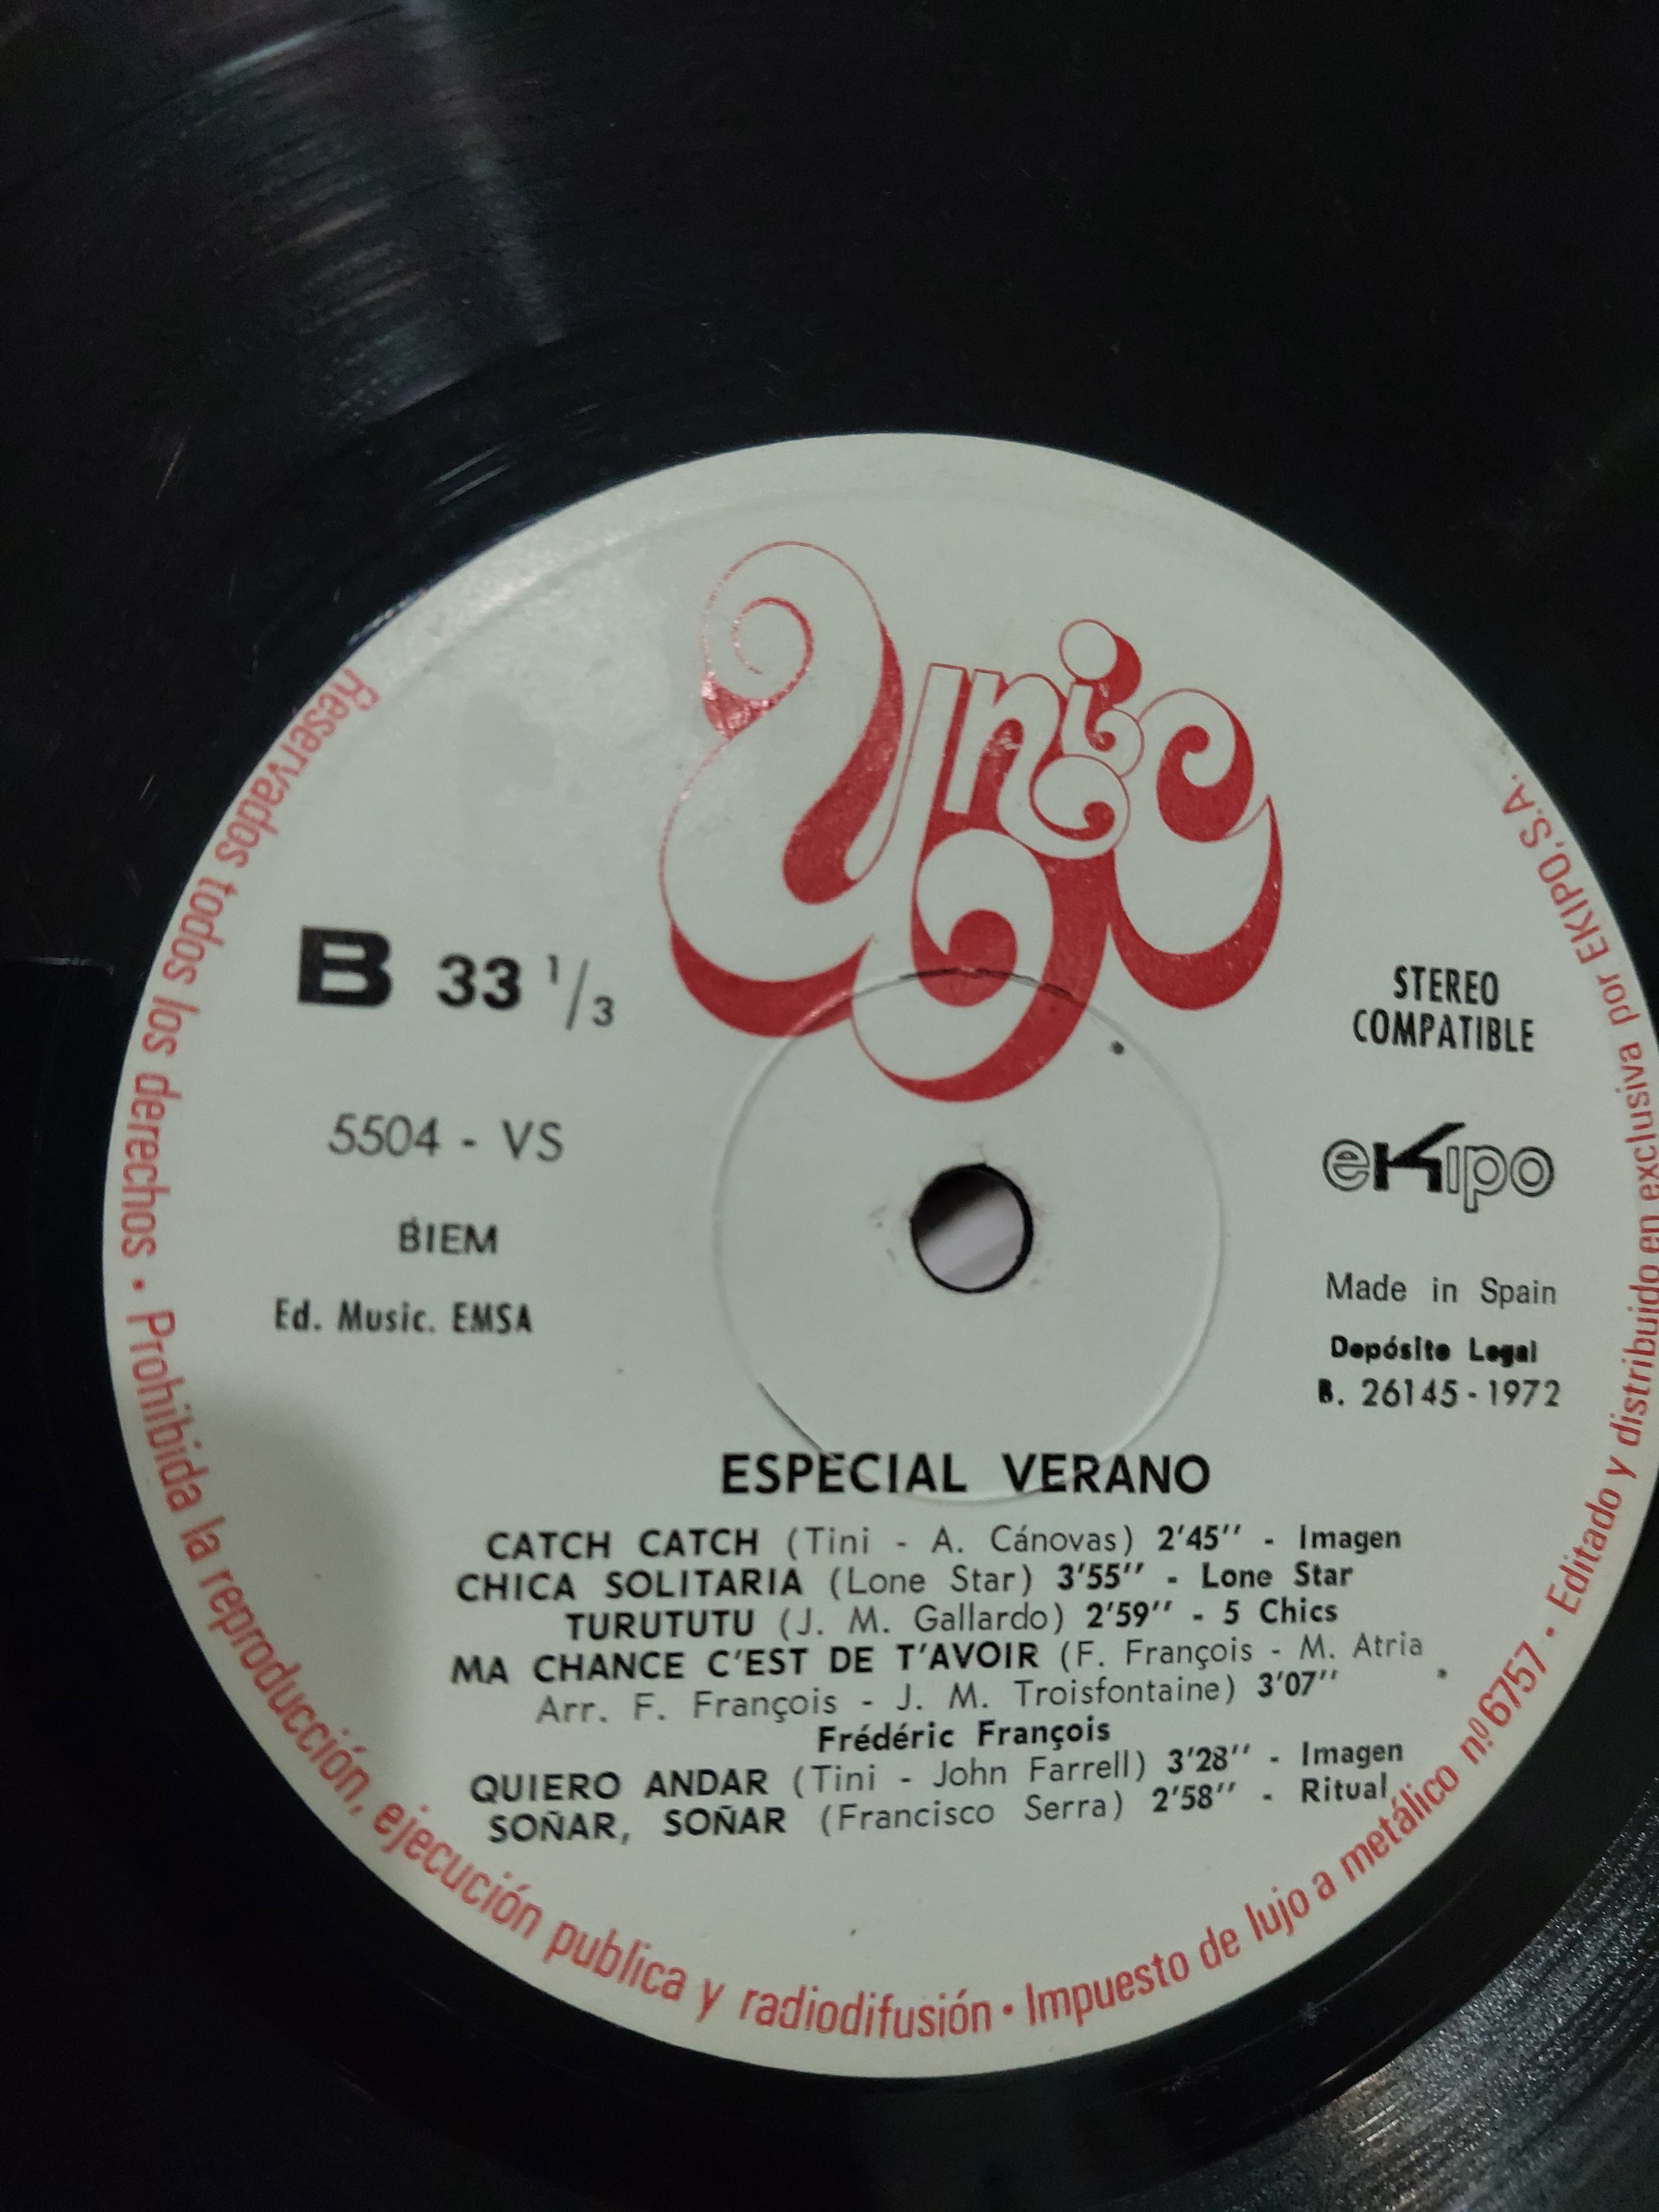 Unic
B 33 1/3
5504 - VS
BIEM
Ed. Music. EMSA
STEREO
COMPATIBLE
eKipo
Made in Spain
Depósito Legal
B. 26145 - 1972
ESPECIAL VERANO
CATCH CATCH (Tini - A. Cánovas) 2'45'' - Imagen
CHICA SOLITARIA (Lone Star) 3'55'' - Lone Star
TURUTUTU (J. M. Gallardo) 2'59'' - 5 Chics
MA CHANCE C'EST DE T'AVOIR (F. François - M. Atria
Arr. F. François - J. M. Troisfontaine) 3'07''
Frédéric François
QUIERO ANDAR (Tini - John Farrell) 3'28'' - Imagen
SOÑAR, SOÑAR (Francisco Serra) 2'58'' - Ritual
Reservados todos los derechos • Prohibida la reproducción, ejecución publica y radiodifusión • Impuesto de lujo a metálico nº 6757 • Editado y distribuido en exclusiva por EKIPO, S.A.